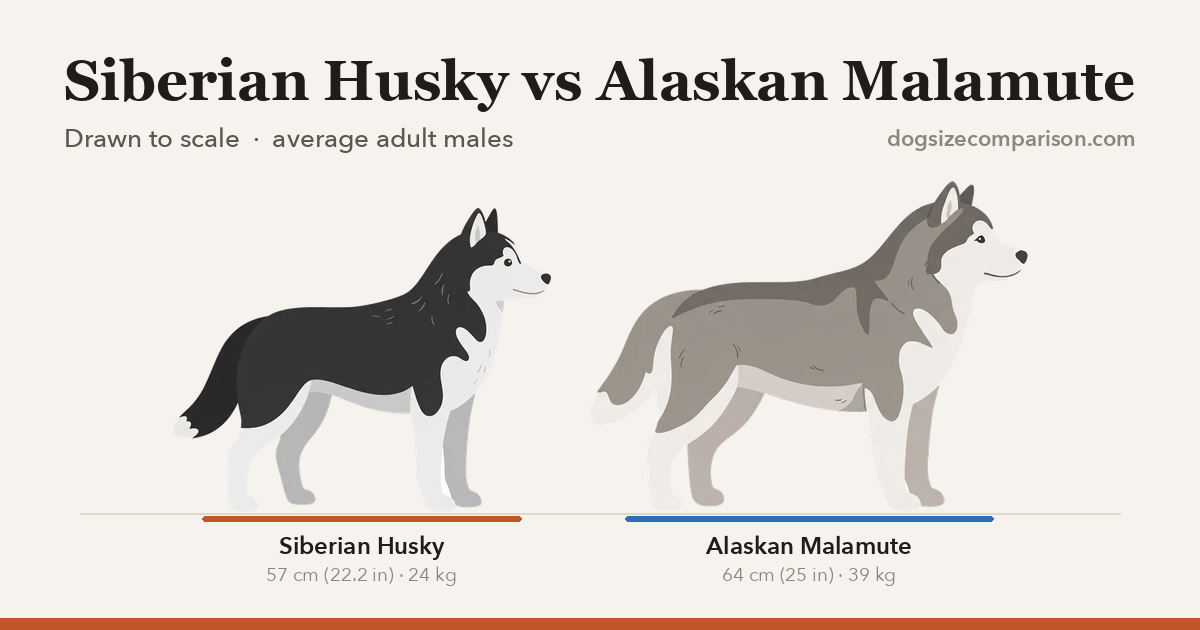 Siberian Husky vs Alaskan Malamute
Drawn to scale · average adult males
dogsizecomparison.com
Siberian Husky
57 cm (22.2 in) · 24 kg
Alaskan Malamute
64 cm (25 in) · 39 kg